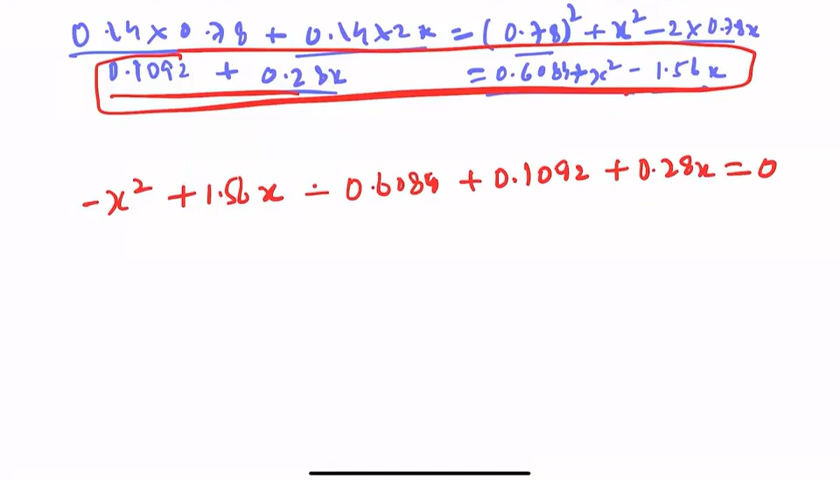 0.14 × 0.78 + 0.14 × 2x = (0.78)² + x² - 2 × 0.78x
0.1092 + 0.28x = 0.6084 + x² - 1.56x
-x² + 1.56x - 0.6084 + 0.1092 + 0.28x = 0